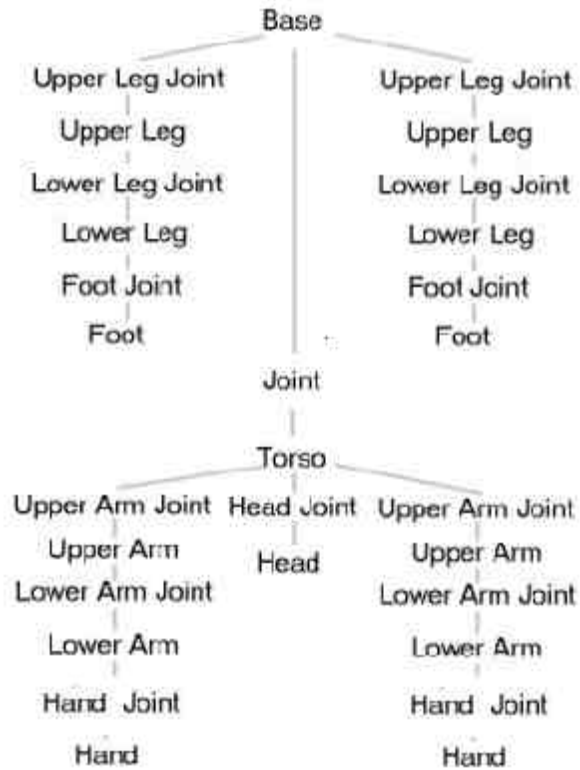 Base
Upper Leg Joint Upper Leg Joint
Upper Leg Upper Leg
Lower Leg Joint Lower Leg Joint
Lower Leg Lower Leg
Foot Joint Foot Joint
Foot Foot
Joint
Torso
Upper Arm Joint Head Joint Upper Arm Joint
Upper Arm Head Upper Arm
Lower Arm Joint Lower Arm Joint
Lower Arm Lower Arm
Hand Joint Hand Joint
Hand Hand